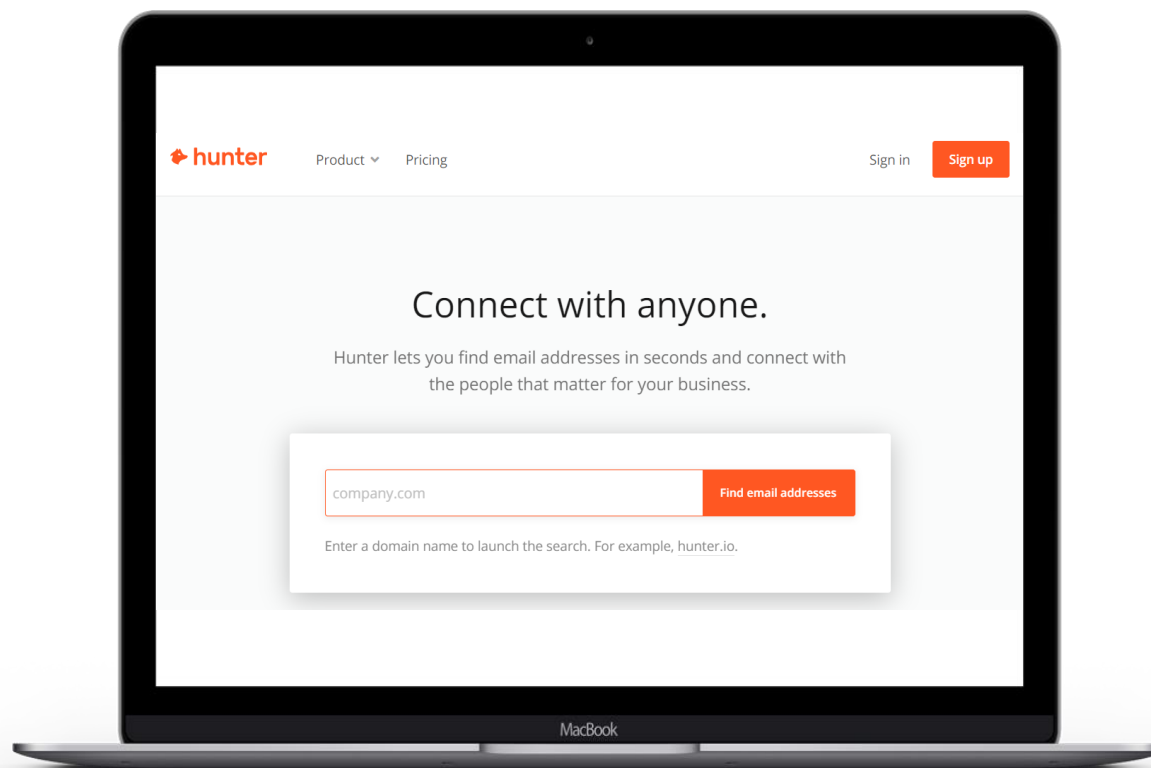 hunter
Product
Pricing
Sign in
Sign up
Connect with anyone.
Hunter lets you find email addresses in seconds and connect with
the people that matter for your business.
company.com
Find email addresses
Enter a domain name to launch the search. For example, hunter.io.
MacBook